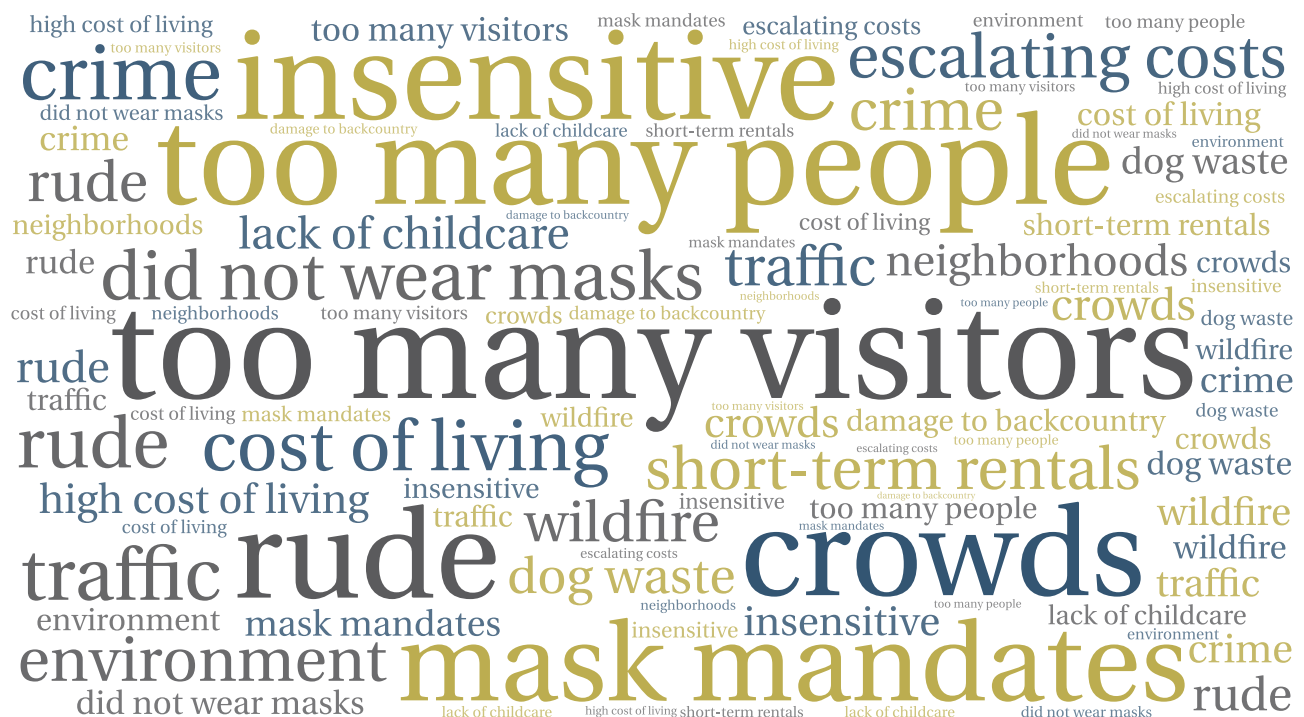 high cost of living
too many visitors
mask mandates
escalating costs
environment
too many people
crime
too many visitors
insensitive
high cost of living
escalating costs
too many visitors
high cost of living
did not wear masks
crime
cost of living
crime
damage to backcountry
lack of childcare
short-term rentals
did not wear masks
environment
rude
too many people
dog waste
escalating costs
neighborhoods
lack of childcare
damage to backcountry
cost of living
short-term rentals
rude
did not wear masks
mask mandates
traffic
neighborhoods
crowds
neighborhoods
short-term rentals
insensitive
cost of living
neighborhoods
too many visitors
crowds
damage to backcountry
too many people
crowds
dog waste
too many visitors
wildfire
rude
crime
traffic
cost of living
mask mandates
wildfire
too many visitors
crowds
damage to backcountry
dog waste
rude
cost of living
did not wear masks
escalating costs
too many people
crowds
short-term rentals
dog waste
high cost of living
insensitive
insensitive
damage to backcountry
cost of living
rude
traffic
wildfire
too many people
mask mandates
crowds
wildfire
wildfire
traffic
escalating costs
dog waste
traffic
environment
mask mandates
neighborhoods
insensitive
too many people
lack of childcare
insensitive
environment
environment
mask mandates
crime
did not wear masks
rude
lack of childcare
high cost of living
short-term rentals
lack of childcare
did not wear masks